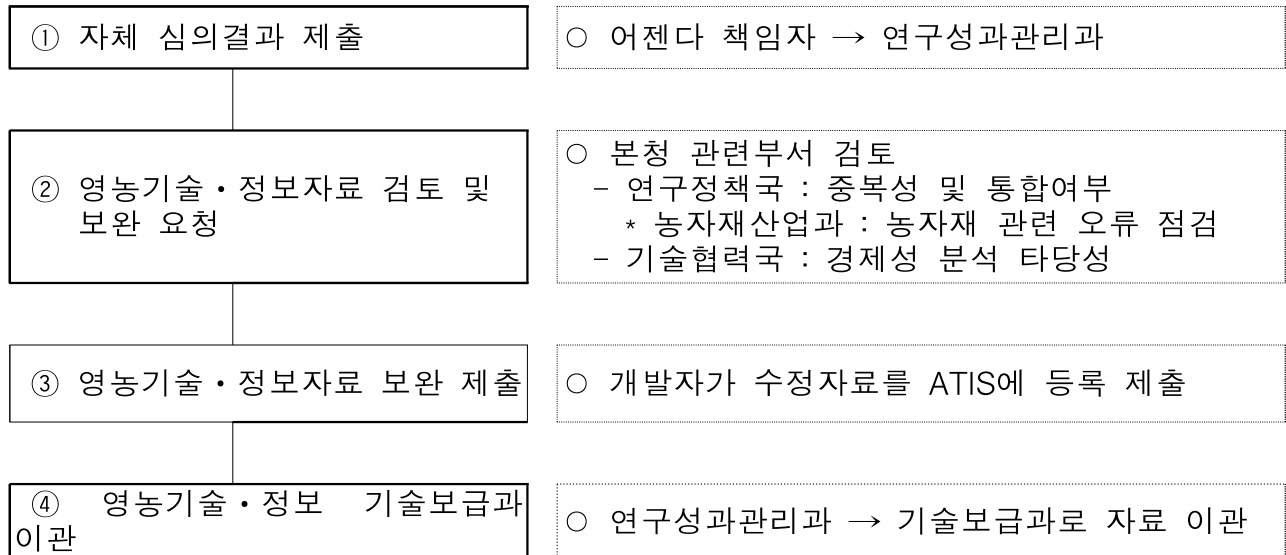 ① 자체 심의결과 제출
○ 어젠다 책임자 → 연구성과관리과
② 영농기술・정보자료 검토 및
보완 요청
○ 본청 관련부서 검토
- 연구정책국 : 중복성 및 통합여부
* 농자재산업과 : 농자재 관련 오류 점검
- 기술협력국 : 경제성 분석 타당성
③ 영농기술・정보자료 보완 제출
○ 개발자가 수정자료를 ATIS에 등록 제출
④ 영농기술・정보 기술보급과
이관
○ 연구성과관리과 → 기술보급과로 자료 이관